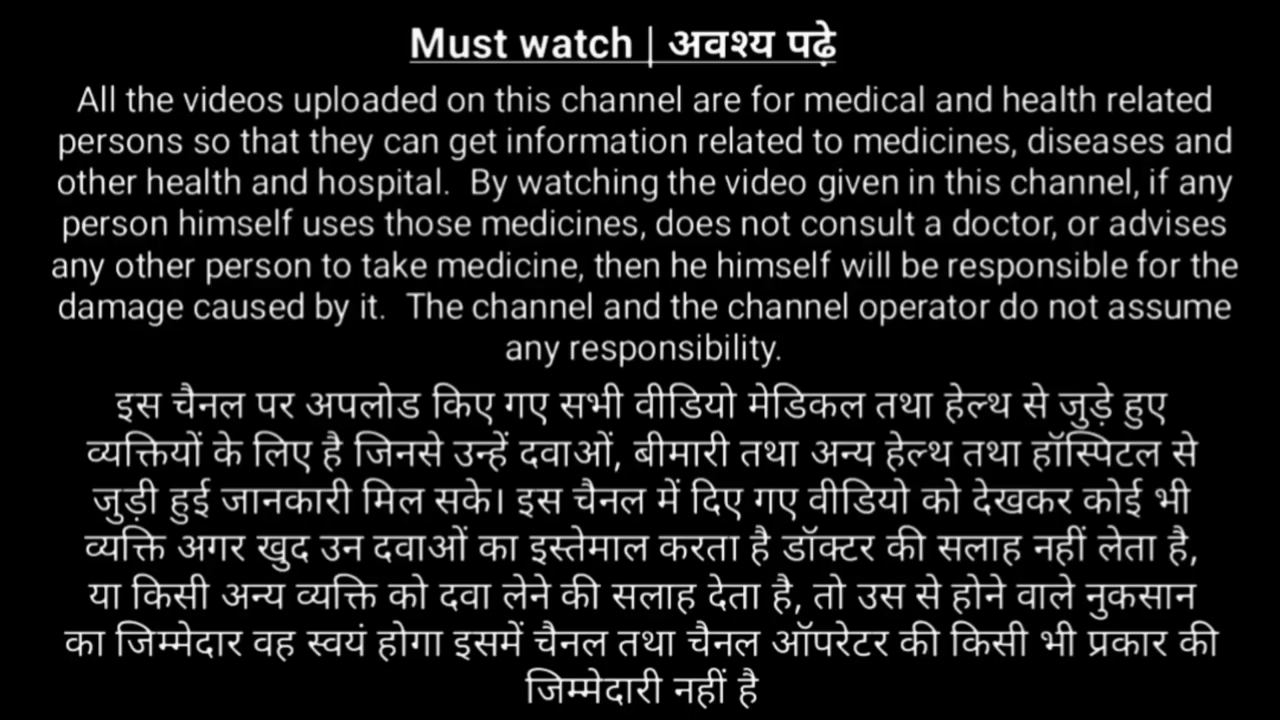 Must watch | अवश्य पढ़े
All the videos uploaded on this channel are for medical and health related
persons so that they can get information related to medicines, diseases and
other health and hospital. By watching the video given in this channel, if any
person himself uses those medicines, does not consult a doctor, or advises
any other person to take medicine, then he himself will be responsible for the
damage caused by it. The channel and the channel operator do not assume
any responsibility.
इस चैनल पर अपलोड किए गए सभी वीडियो मेडिकल तथा हेल्थ से जुड़े हुए
व्यक्तियों के लिए है जिनसे उन्हें दवाओं, बीमारी तथा अन्य हेल्थ तथा हॉस्पिटल से
जुड़ी हुई जानकारी मिल सके। इस चैनल में दिए गए वीडियो को देखकर कोई भी
व्यक्ति अगर खुद उन दवाओं का इस्तेमाल करता है डॉक्टर की सलाह नहीं लेता है,
या किसी अन्य व्यक्ति को दवा लेने की सलाह देता है, तो उस से होने वाले नुकसान
का जिम्मेदार वह स्वयं होगा इसमें चैनल तथा चैनल ऑपरेटर की किसी भी प्रकार की
जिम्मेदारी नहीं है